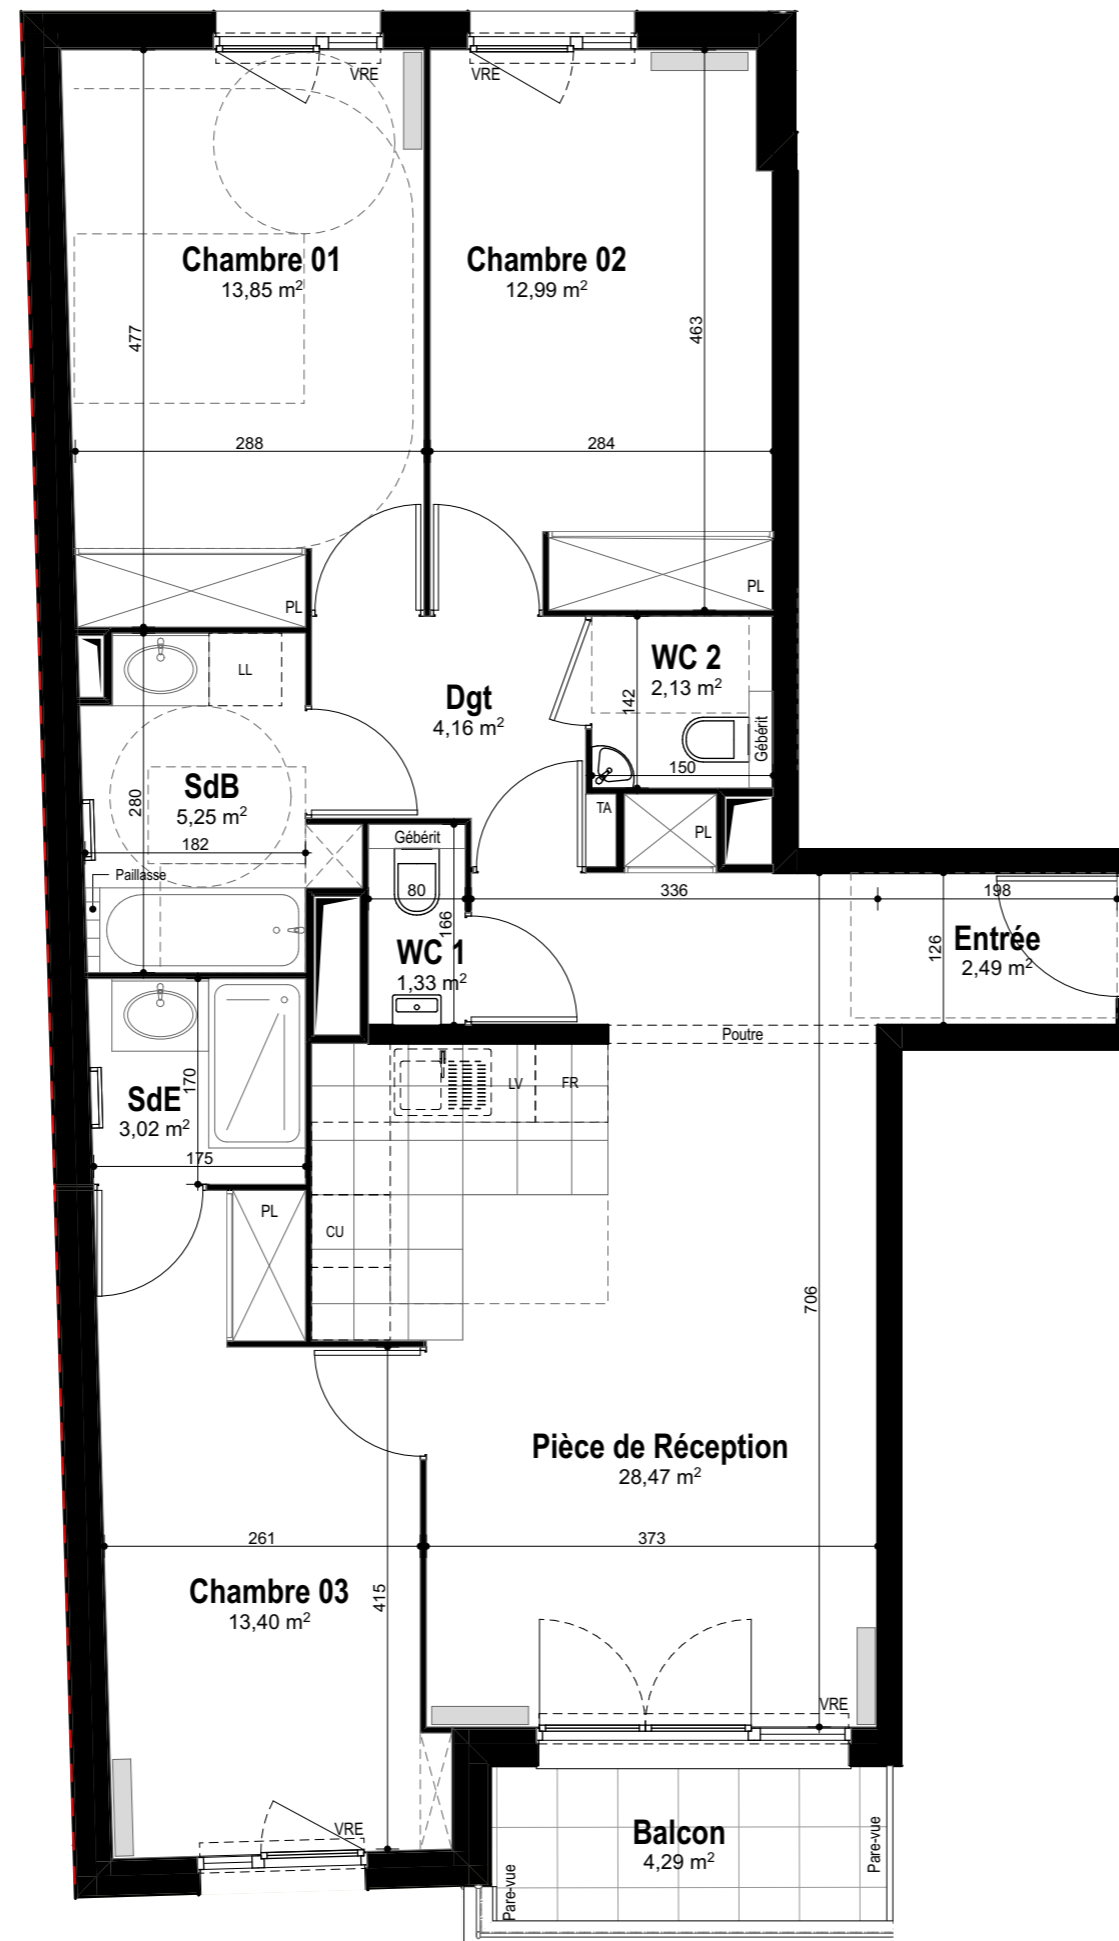 VRE
VRE
Chambre 01
13,85 m²
Chambre 02
12,99 m²
477
463
288
284
PL
PL
LL
WC 2
2,13 m²
142
Gébérit
150
Dgt
4,16 m²
SdB
5,25 m²
280
182
Paillasse
TA
PL
Gébérit
80
336
198
166
WC 1
1,33 m²
126
Entrée
2,49 m²
Poutre
LV
FR
SdE
3,02 m²
170
175
PL
CU
706
Pièce de Réception
28,47 m²
261
373
Chambre 03
13,40 m²
415
VRE
VRE
Balcon
4,29 m²
Pare-vue
Pare-vue